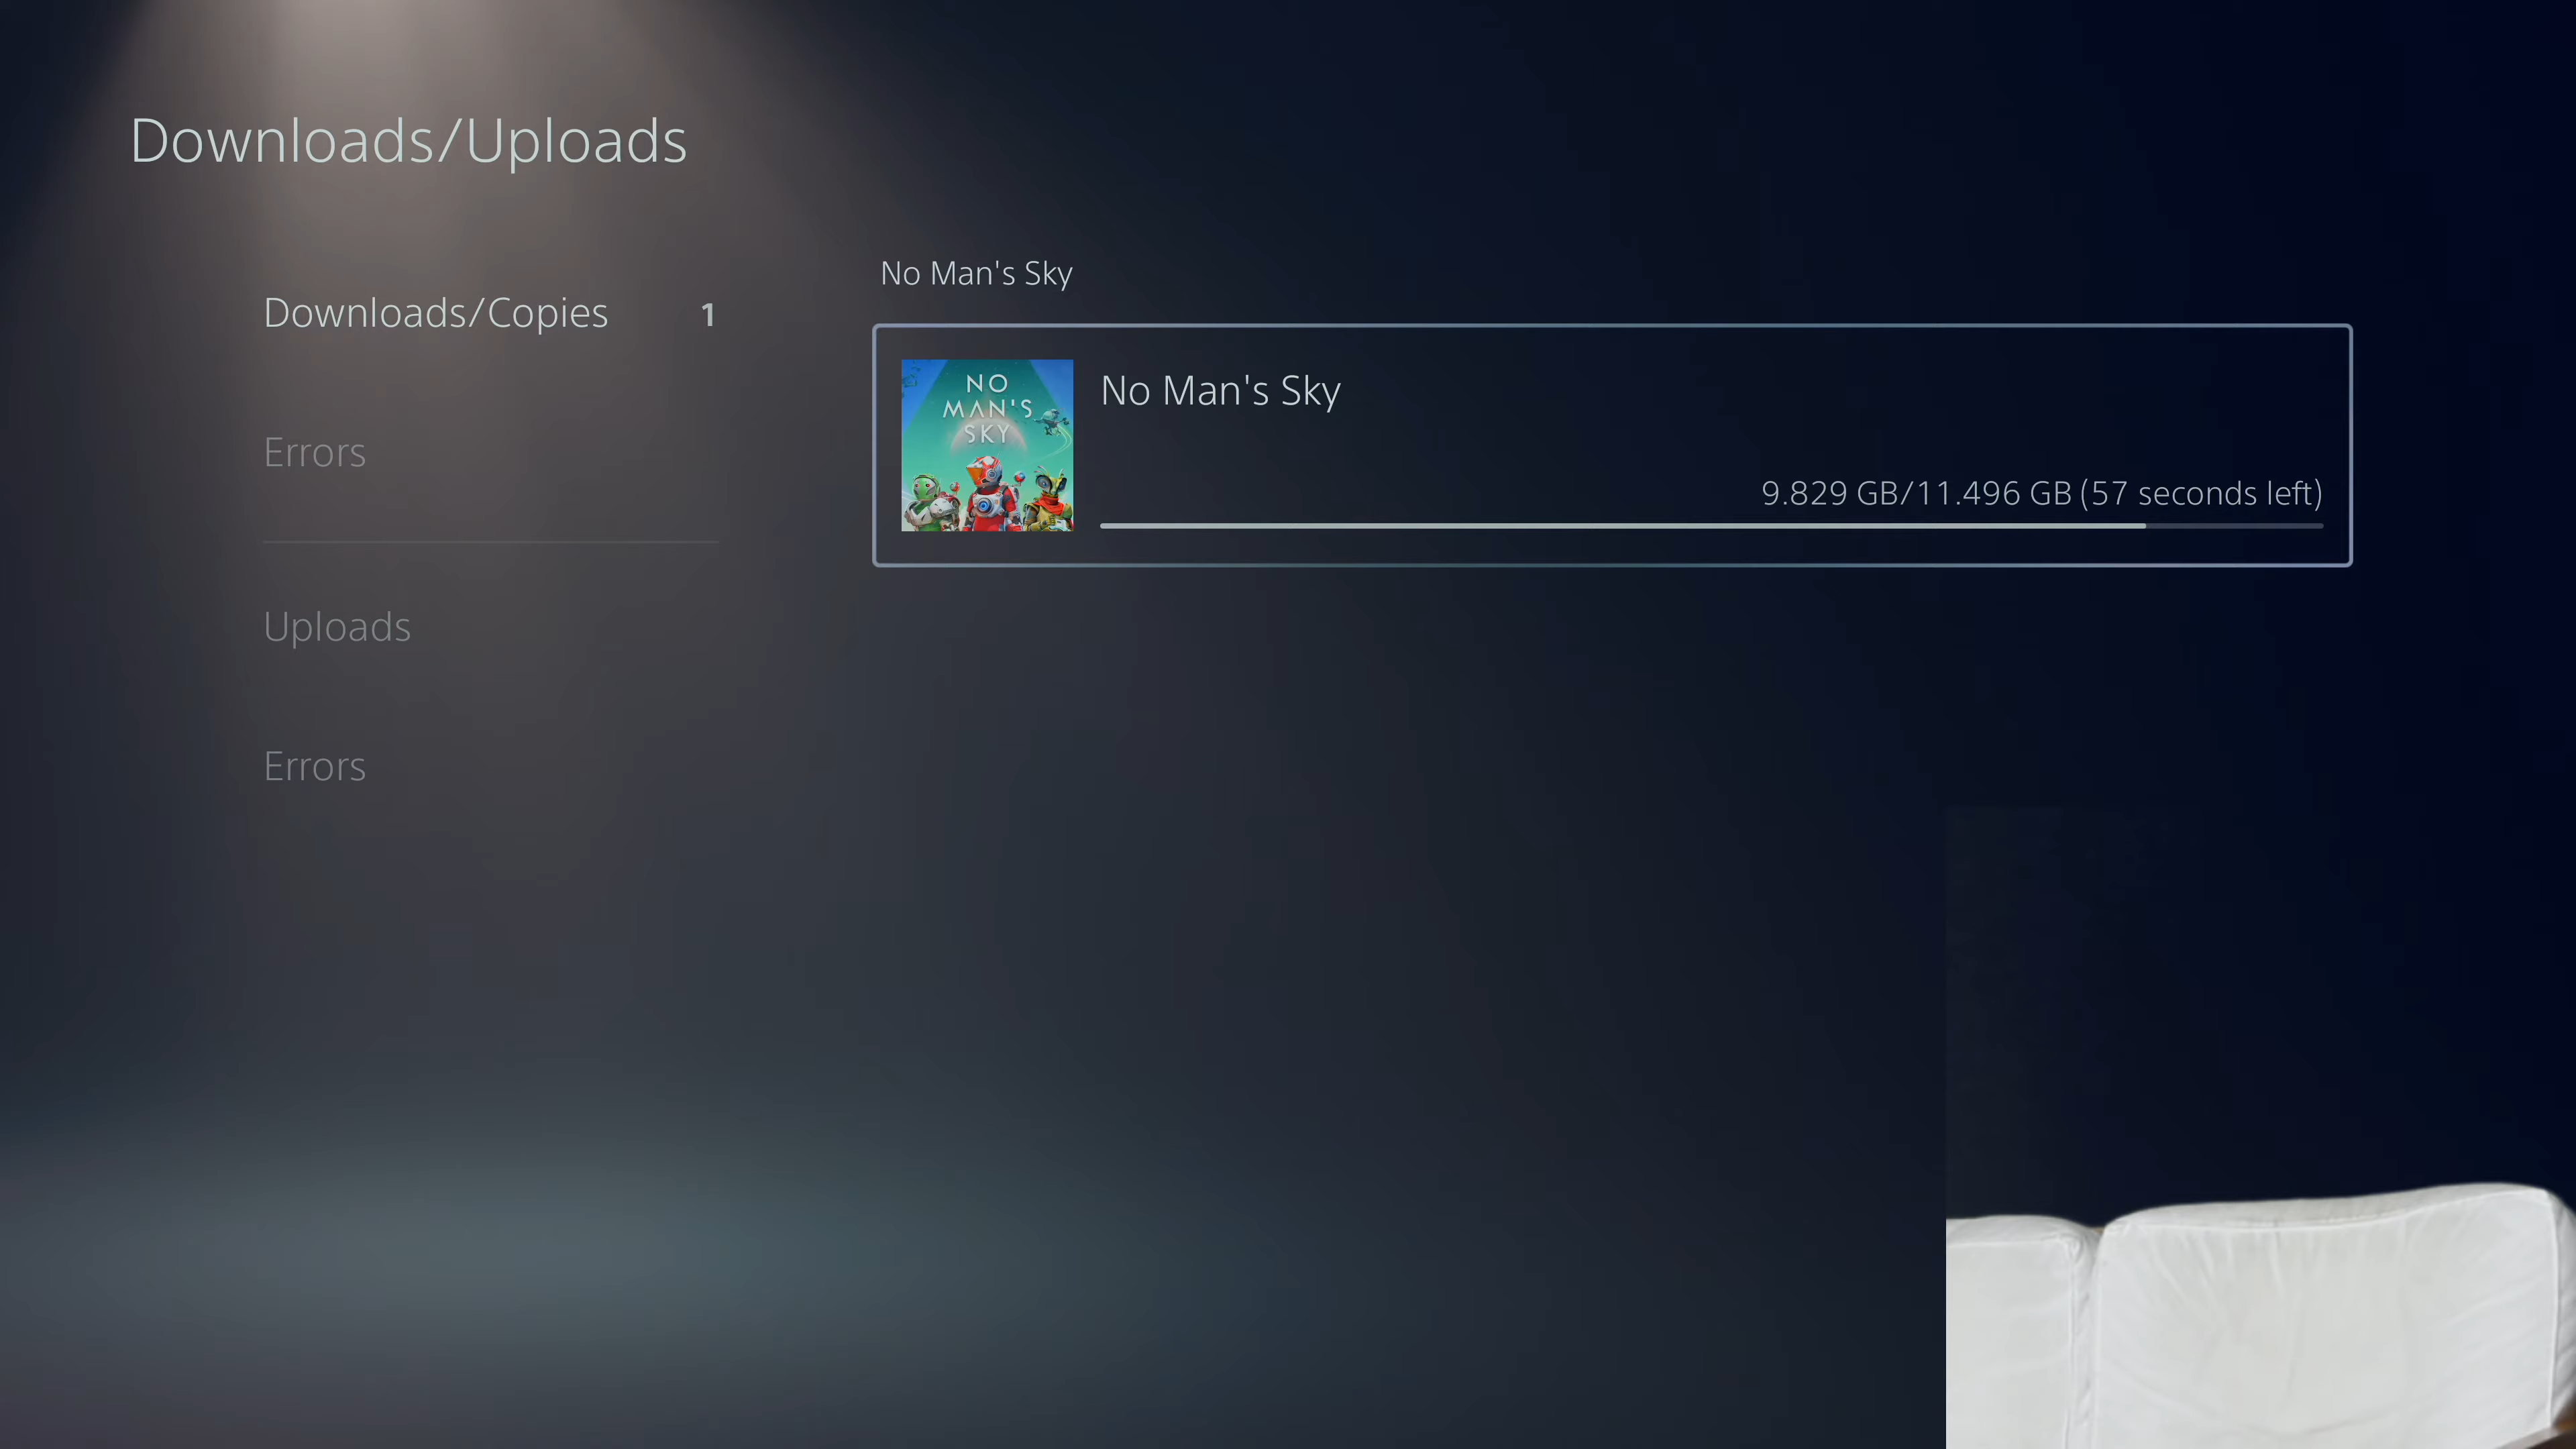 Downloads/Uploads
Downloads/Copies 1
Errors
Uploads
Errors
No Man's Sky
NO
MAN'S
SKY
No Man's Sky
9.829 GB/11.496 GB (57 seconds left)